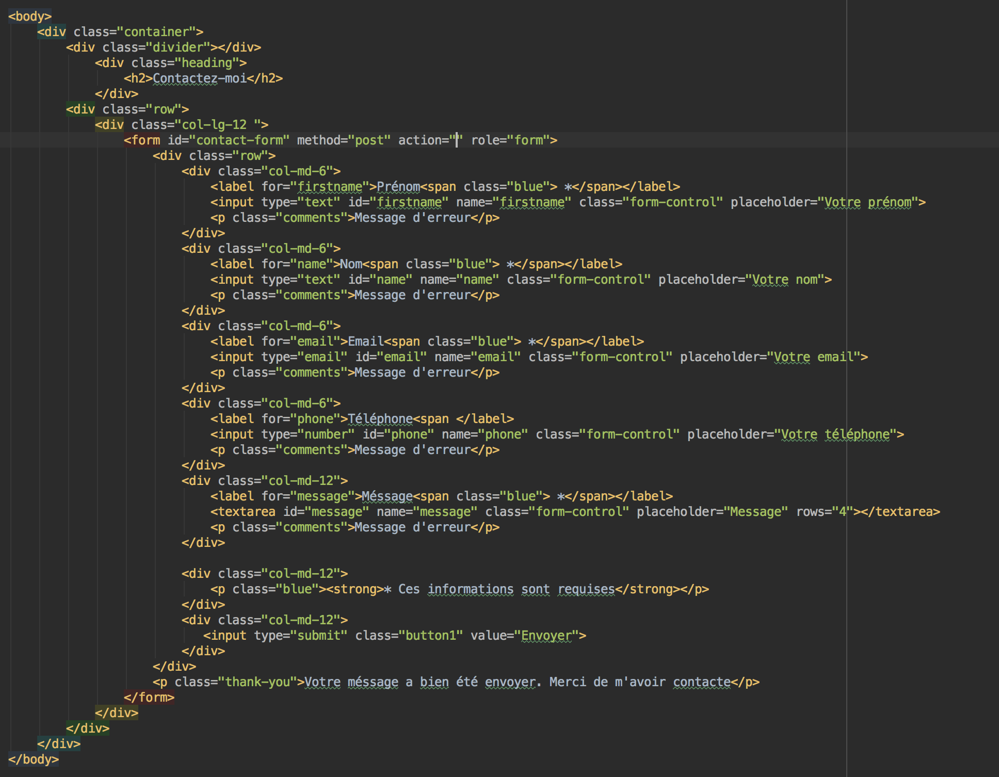 <body>
<div class="container">
<div class="divider"></div>
<div class="heading">
<h2>Contactez-moi</h2>
</div>
<div class="row">
<div class="col-lg-12 ">
<form id="contact-form" method="post" action="" role="form">
<div class="row">
<div class="col-md-6">
<label for="firstname">Prénom<span class="blue"> *</span></label>
<input type="text" id="firstname" name="firstname" class="form-control" placeholder="Votre prénom">
<p class="comments">Message d'erreur</p>
</div>
<div class="col-md-6">
<label for="name">Nom<span class="blue"> *</span></label>
<input type="text" id="name" name="name" class="form-control" placeholder="Votre nom">
<p class="comments">Message d'erreur</p>
</div>
<div class="col-md-6">
<label for="email">Email<span class="blue"> *</span></label>
<input type="email" id="email" name="email" class="form-control" placeholder="Votre email">
<p class="comments">Message d'erreur</p>
</div>
<div class="col-md-6">
<label for="phone">Téléphone<span </label>
<input type="number" id="phone" name="phone" class="form-control" placeholder="Votre téléphone">
<p class="comments">Message d'erreur</p>
</div>
<div class="col-md-12">
<label for="message">Méssage<span class="blue"> *</span></label>
<textarea id="message" name="message" class="form-control" placeholder="Message" rows="4"></textarea>
<p class="comments">Message d'erreur</p>
</div>
<div class="col-md-12">
<p class="blue"><strong>* Ces informations sont requises</strong></p>
</div>
<div class="col-md-12">
<input type="submit" class="button1" value="Envoyer">
</div>
</div>
<p class="thank-you">Votre méssage a bien été envoyer. Merci de m'avoir contacte</p>
</form>
</div>
</div>
</div>
</body>